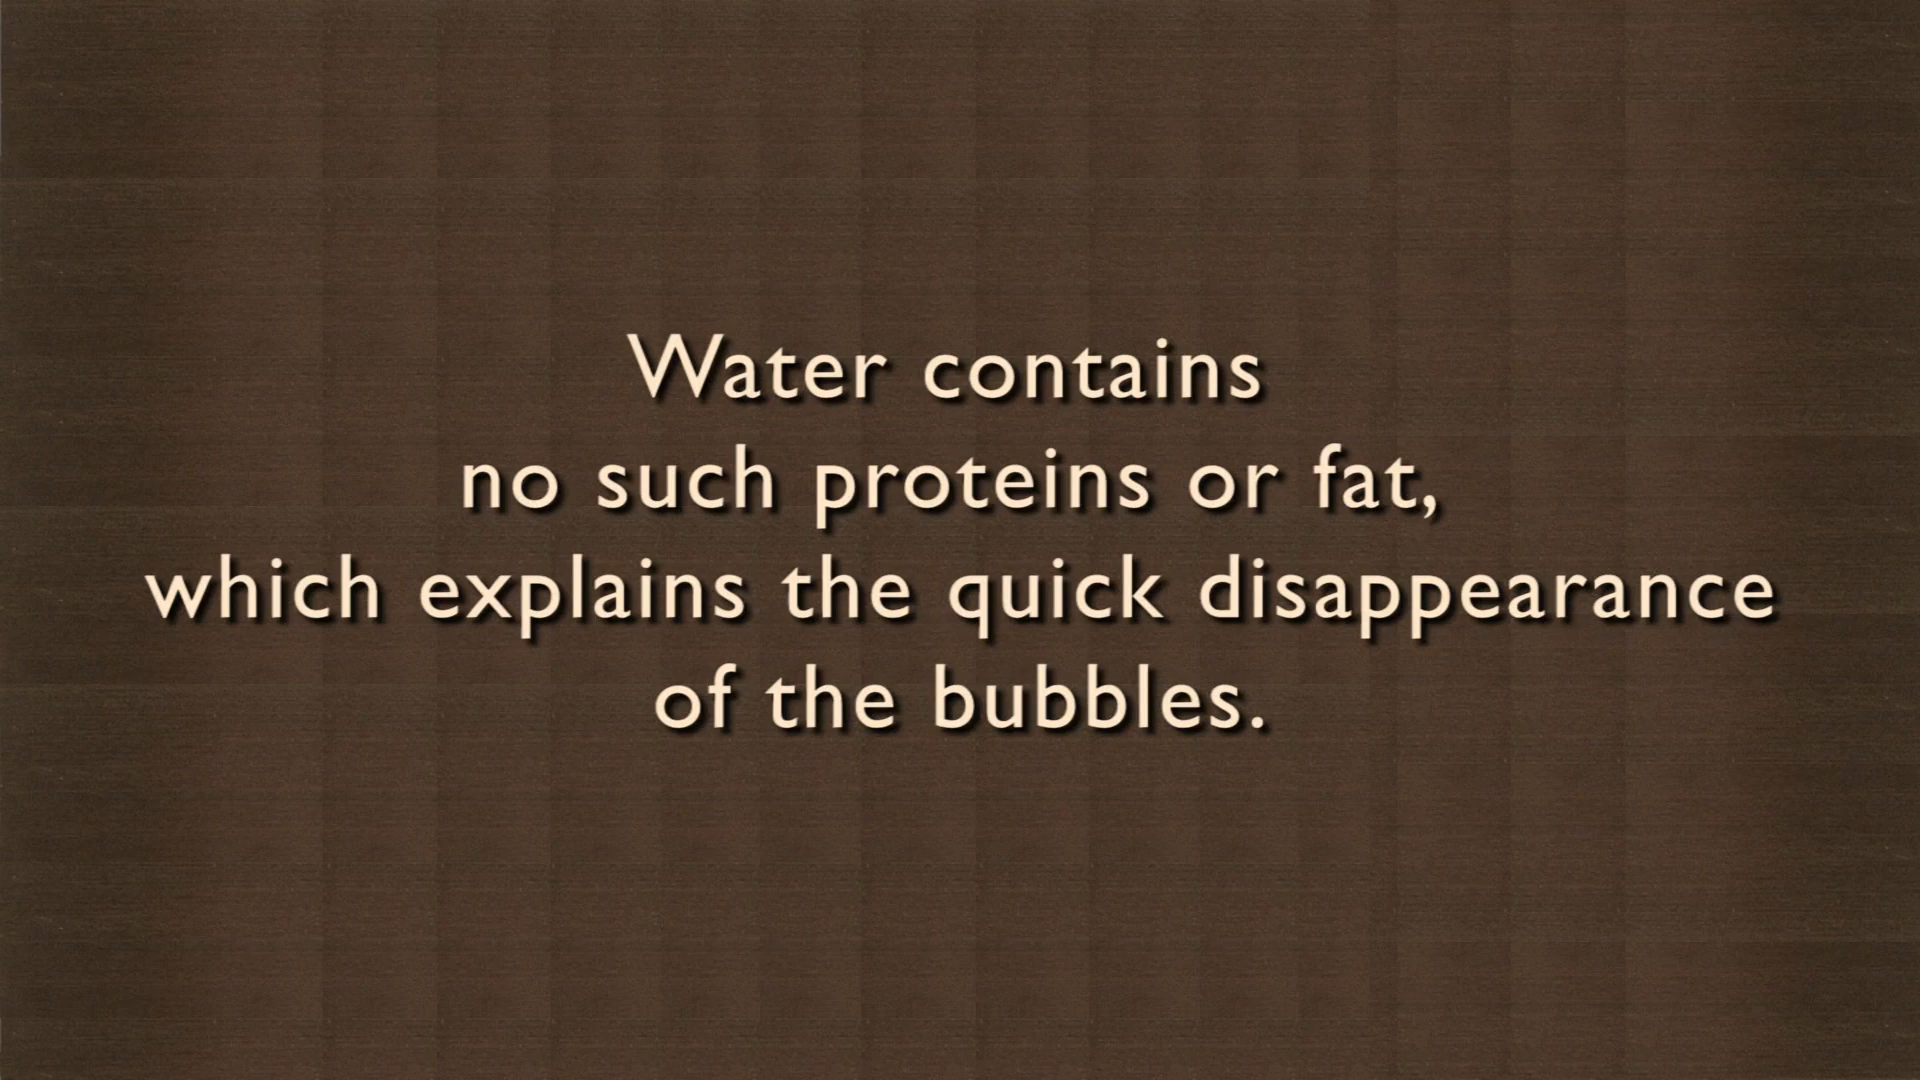 Water contains
no such proteins or fat,
which explains the quick disappearance
of the bubbles.